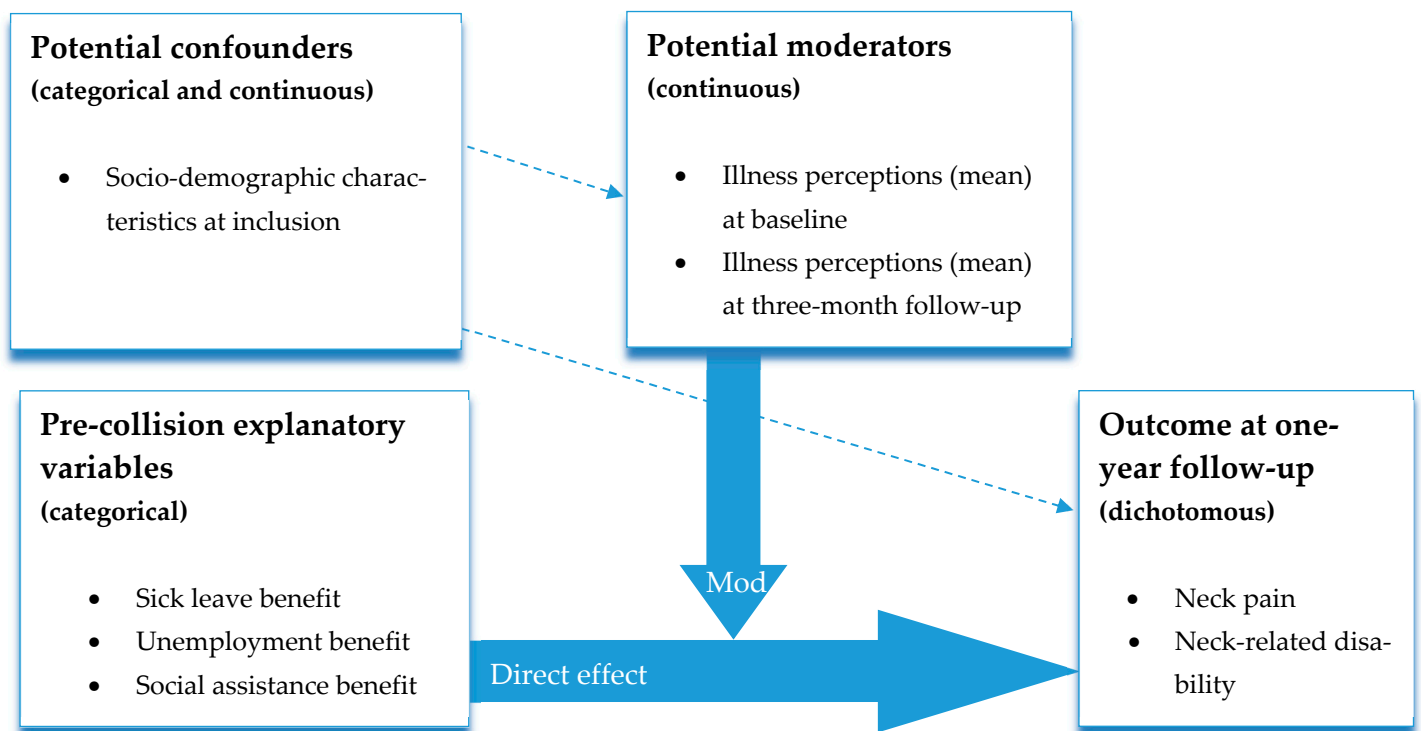 Potential confounders
(categorical and continuous)
• Socio-demographic charac-
teristics at inclusion
Potential moderators
(continuous)
• Illness perceptions (mean)
at baseline
• Illness perceptions (mean)
at three-month follow-up
Pre-collision explanatory
variables
(categorical)
• Sick leave benefit
• Unemployment benefit
• Social assistance benefit
Mod
Direct effect
Outcome at one-
year follow-up
(dichotomous)
• Neck pain
• Neck-related disa-
bility